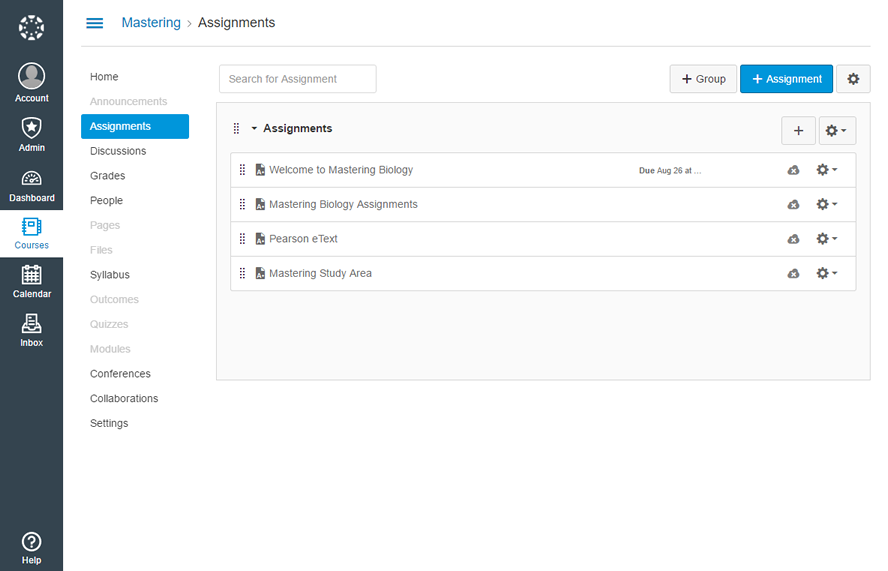 Mastering › Assignments
Account
Admin
Dashboard
Courses
Calendar
Inbox
Help
Home
Announcements
Assignments
Discussions
Grades
People
Pages
Files
Syllabus
Outcomes
Quizzes
Modules
Conferences
Collaborations
Settings
Search for Assignment
+ Group
+ Assignment
Assignments
+
Welcome to Mastering Biology Due Aug 26 at ...
Mastering Biology Assignments
Pearson eText
Mastering Study Area